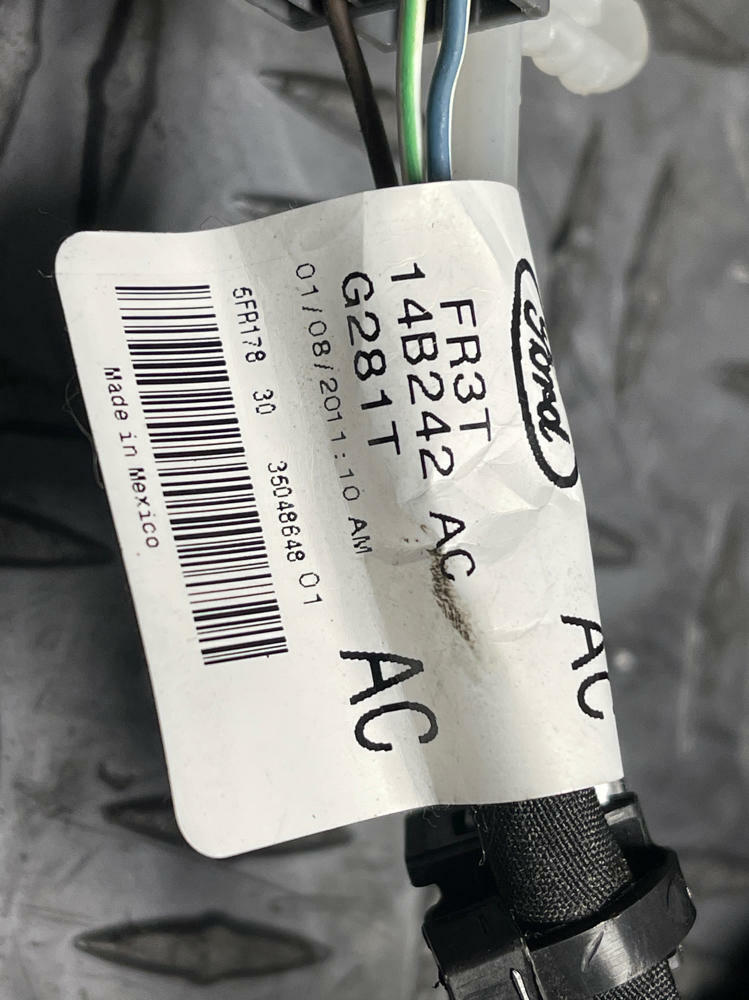 Ford
FR3T
14B242 AC
G281T
01/08/2011:10 AM
5FR178 30 35048648 01
Made in Mexico
AC
AC